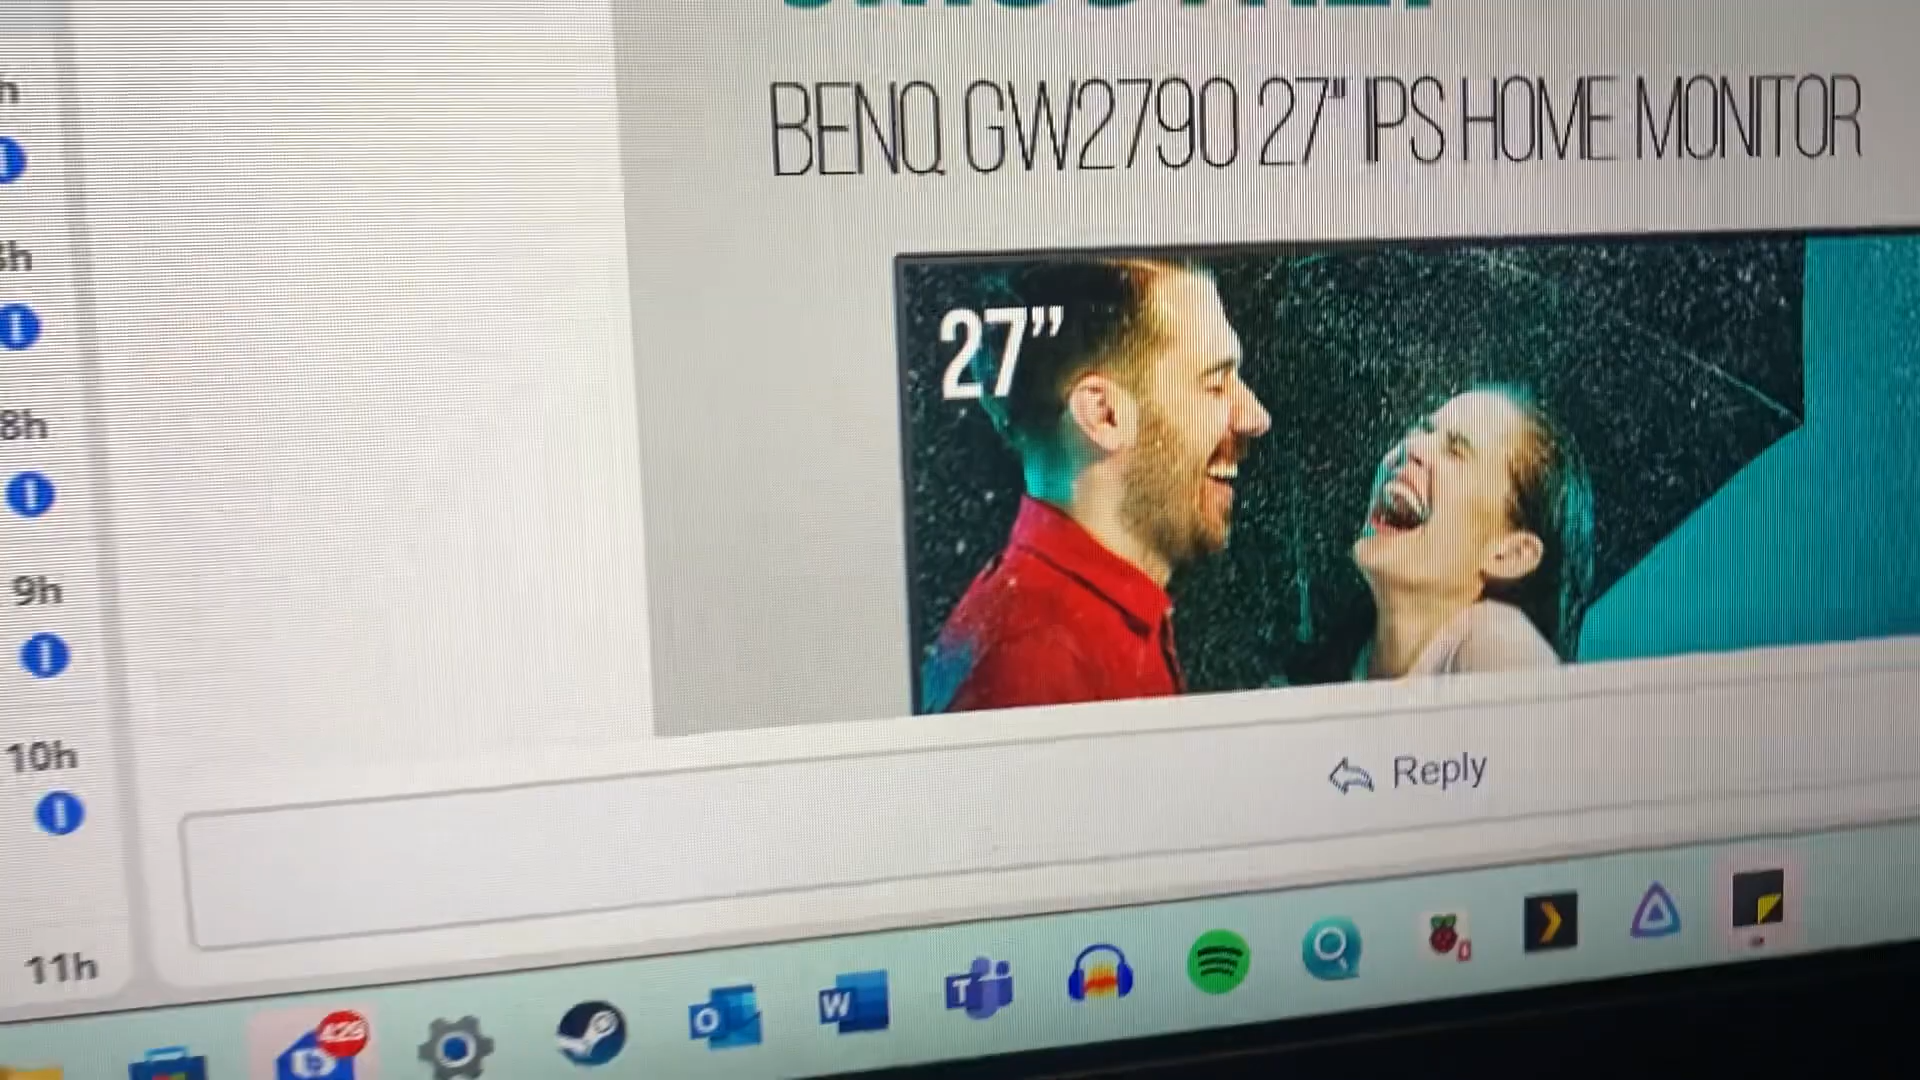 BENQ GW2790 27" IPS HOME MONITOR
27”
h
8h
9h
10h
11h
Reply